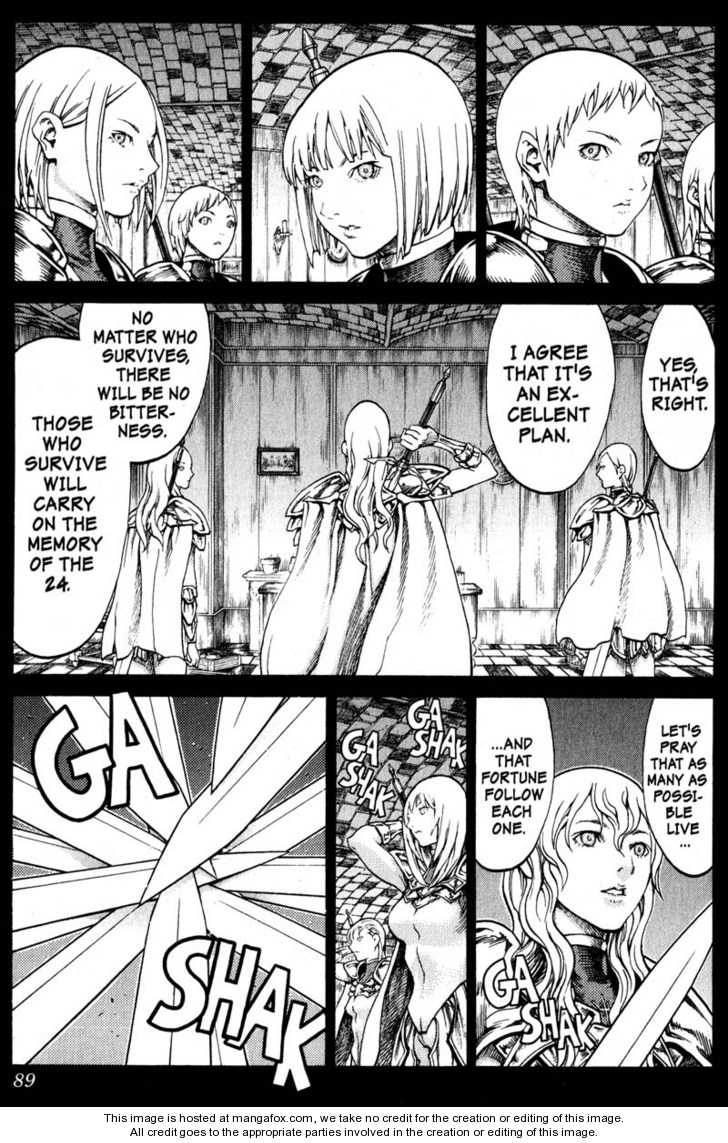 YES,
THAT'S
RIGHT.
I AGREE
THAT IT'S
AN EX-
CELLENT
PLAN.
NO
MATTER WHO
SURVIVES,
THERE
WILL BE NO
BITTER-
NESS.
THOSE
WHO
SURVIVE
WILL
CARRY
ON THE
MEMORY
OF THE
24.
LET'S
PRAY
THAT AS
MANY AS
POSSI-
BLE
LIVE
...
...AND
THAT
FORTUNE
FOLLOW
EACH
ONE.
GA
SHAK
GA
SHAK
GA
SHAK
GA
SHAK
89
This image is hosted at mangafox.com, we take no credit for the creation or editing of this image.
All credit goes to the appropriate parties involved in the creation or editing of this image.